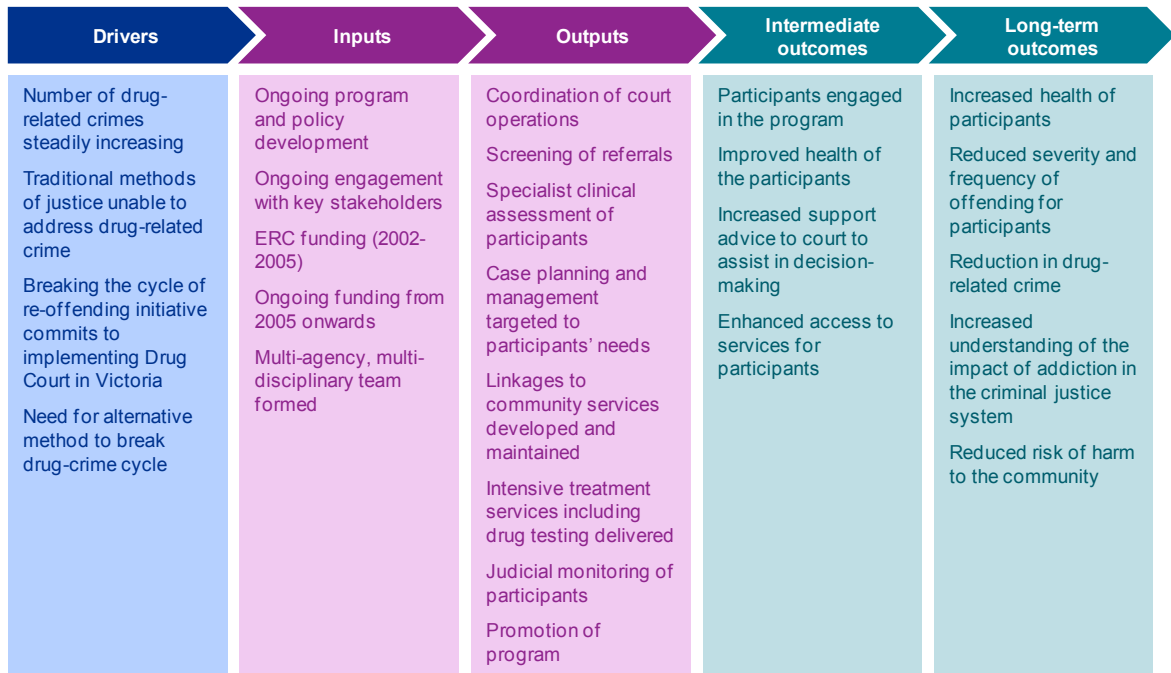 Drivers
Inputs
Outputs
Intermediate
outcomes
Long-term
outcomes
Number of drug-
related crimes
steadily increasing
Traditional methods
of justice unable to
address drug-related
crime
Breaking the cycle of
re-offending initiative
commits to
implementing Drug
Court in Victoria
Need for alternative
method to break
drug-crime cycle
Ongoing program
and policy
development
Ongoing engagement
with key stakeholders
ERC funding (2002-
2005)
Ongoing funding from
2005 onwards
Multi-agency, multi-
disciplinary team
formed
Coordination of court
operations
Screening of referrals
Specialist clinical
assessment of
participants
Case planning and
management
targeted to
participants' needs
Linkages to
community services
developed and
maintained
Intensive treatment
services including
drug testing delivered
Judicial monitoring of
participants
Promotion of
program
Participants engaged
in the program
Improved health of
the participants
Increased support
advice to court to
assist in decision-
making
Enhanced access to
services for
participants
Increased health of
participants
Reduced severity and
frequency of
offending for
participants
Reduction in drug-
related crime
Increased
understanding of the
impact of addiction in
the criminal justice
system
Reduced risk of harm
to the community